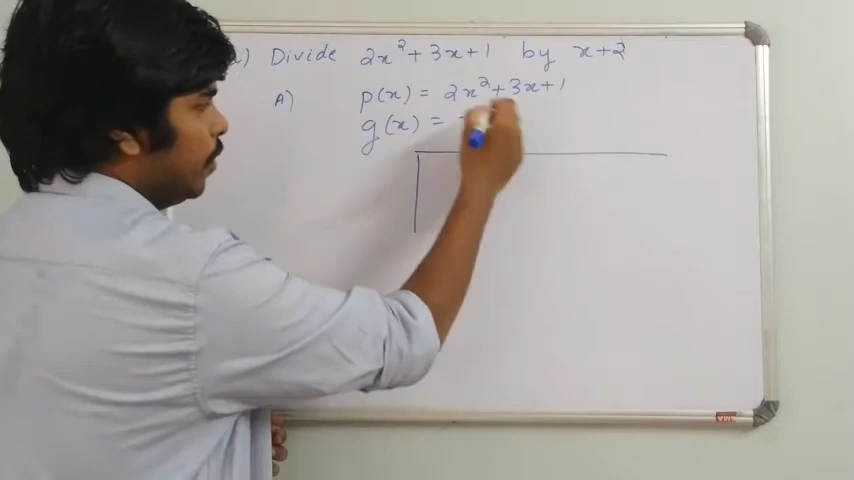 ) Divide 2x² + 3x + 1 by x + 2
A) p(x) = 2x² + 3x + 1
g(x) =